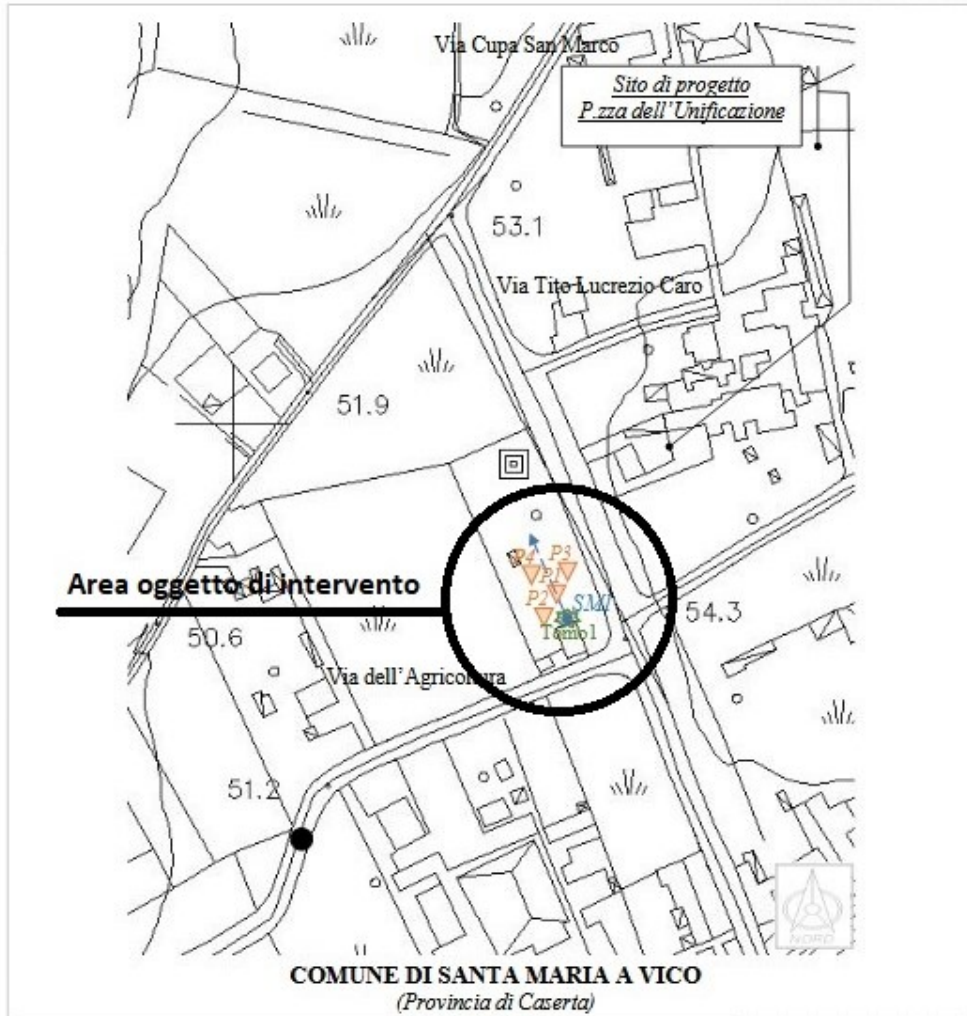 Via Cupa San Marco
Sito di progetto
P.zza dell'Unificazione
53.1
Via Tito Lucrezio Caro
51.9
P4
P3
P1
P2
SMI
Tomo1
Area oggetto di intervento
54.3
50.6
Via dell'Agricoltura
51.2
NORD
COMUNE DI SANTA MARIA A VICO
(Provincia di Caserta)